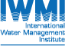 IWMI
International
Water Management
Institute